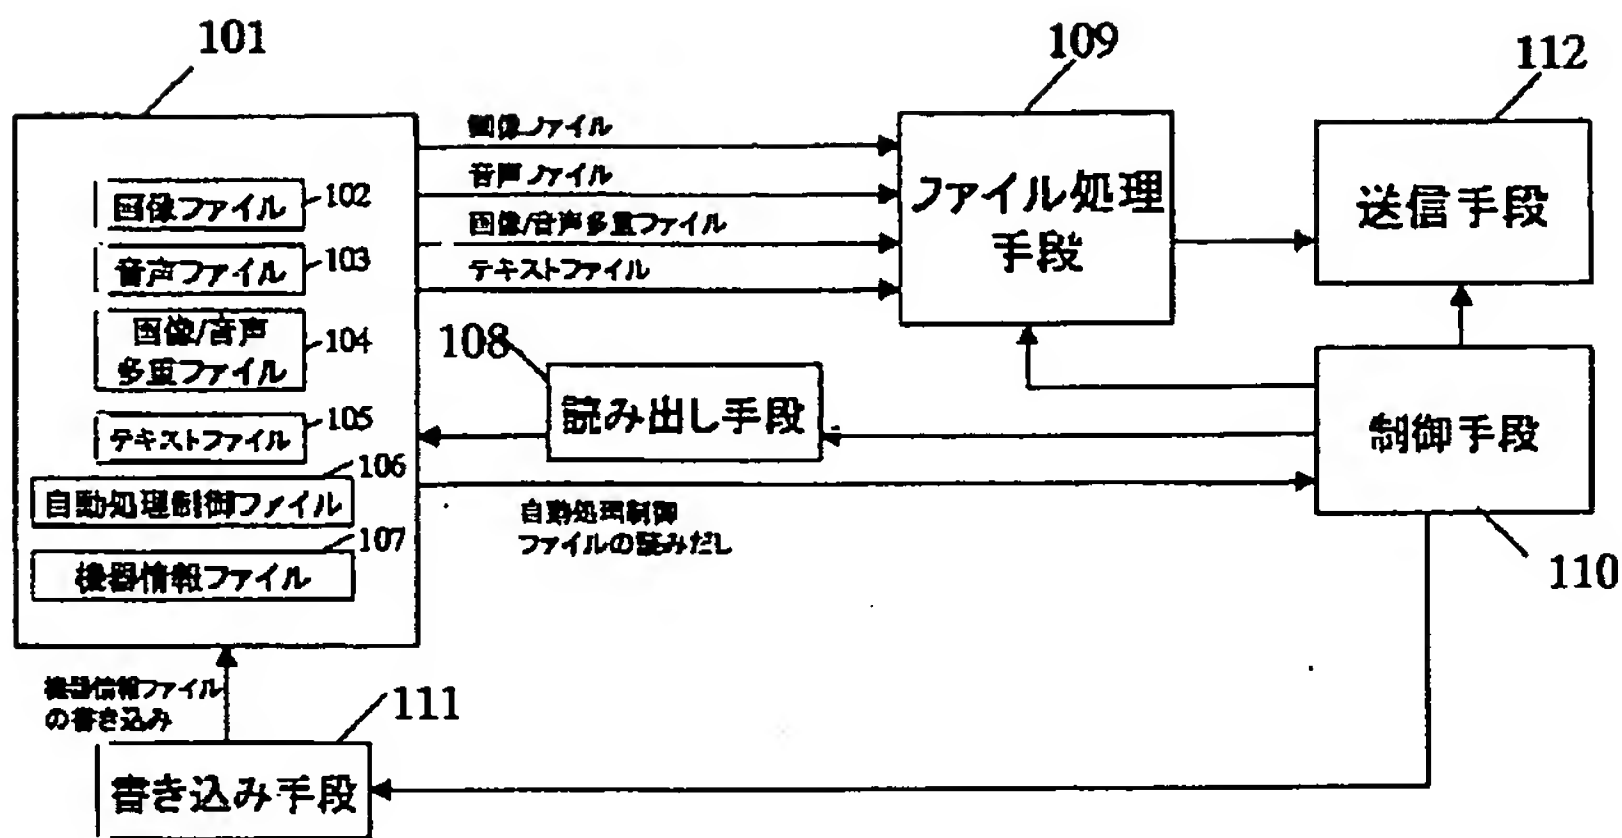 101
109
112
画像ファイル
音声ファイル
画像/音声多重ファイル
テキストファイル
ファイル処理
手段
送信手段
画像ファイル
102
音声ファイル
103
画像/音声
多重ファイル
104
テキストファイル
105
自動処理制御ファイル
106
機器情報ファイル
107
108
読み出し手段
制御手段
110
自動処理制御
ファイルの読みだし
機器情報ファイル
の書き込み
111
書き込み手段